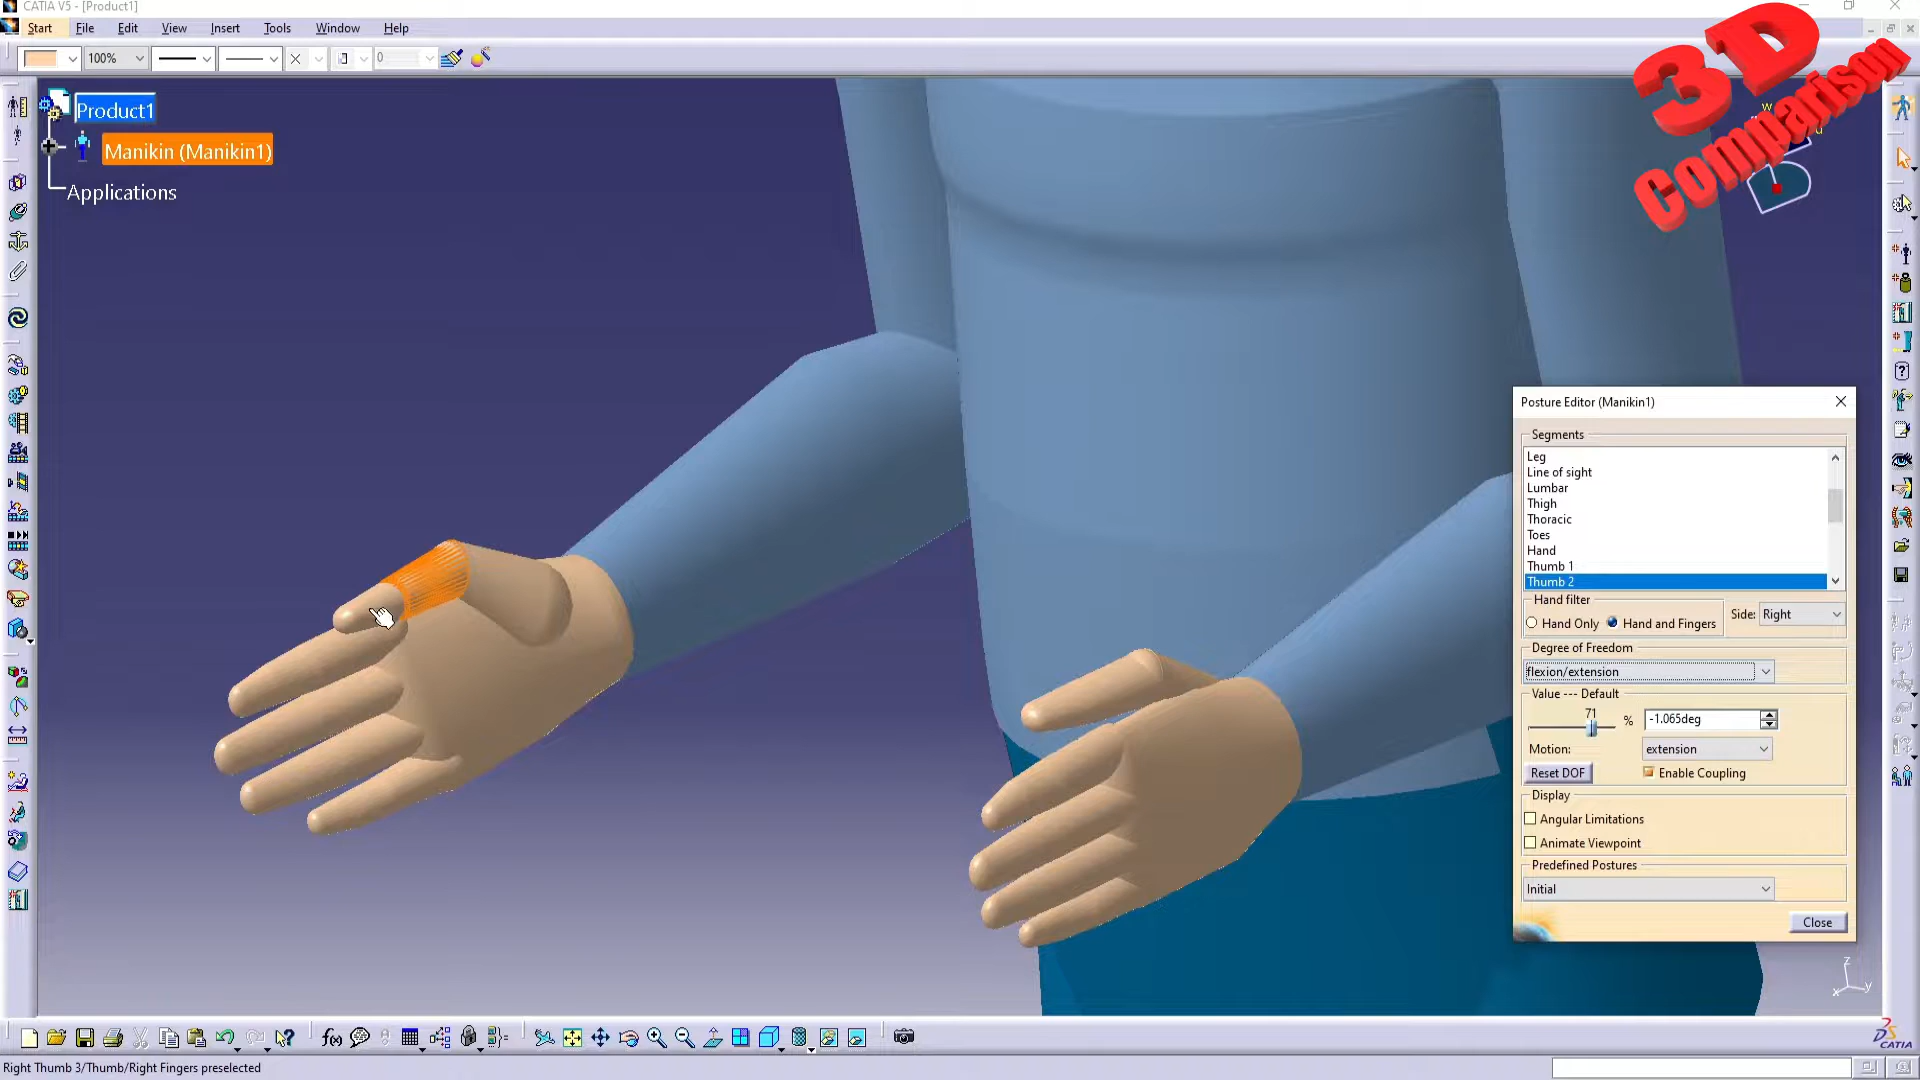 CATIA V5 - [Product1]
Start File Edit View Insert Tools Window Help
100%
0
Product1
Manikin (Manikin1)
Applications
3D
Comparison
w
u
Posture Editor (Manikin1)
Segments
Leg
Line of sight
Lumbar
Thigh
Thoracic
Toes
Hand
Thumb 1
Thumb 2
Hand filter
Hand Only Hand and Fingers Side: Right
Degree of Freedom
flexion/extension
Value --- Default
71 % -1.065deg
Motion: extension
Reset DOF Enable Coupling
Display
Angular Limitations
Animate Viewpoint
Predefined Postures
Initial
Close
z
x y
f(x)
CATIA
Right Thumb 3/Thumb/Right Fingers preselected